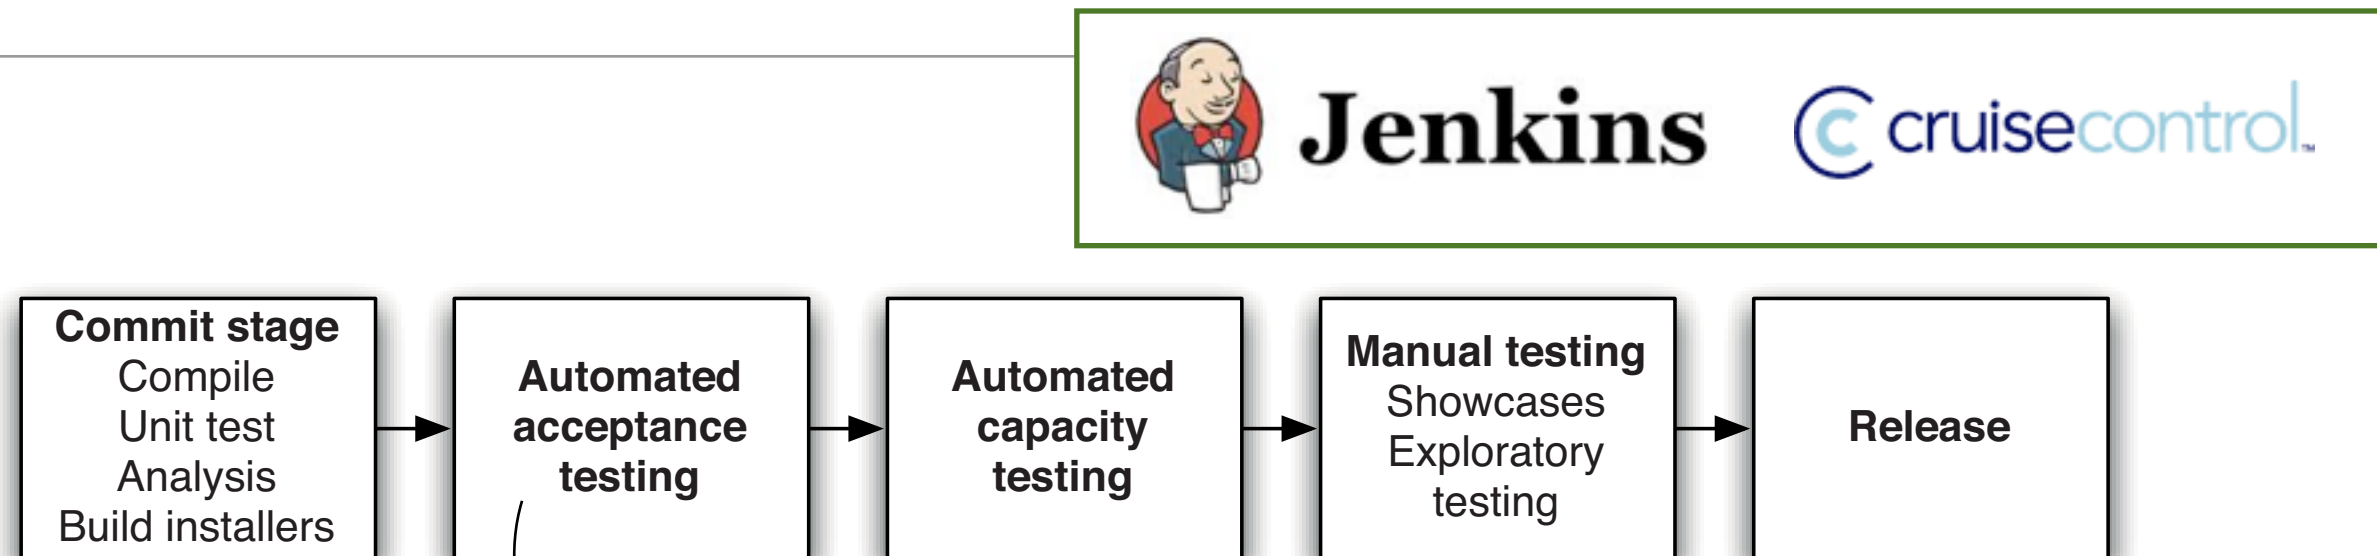 Jenkins
cruisecontrol™
Commit stage
Compile
Unit test
Analysis
Build installers
Automated
acceptance
testing
Automated
capacity
testing
Manual testing
Showcases
Exploratory
testing
Release